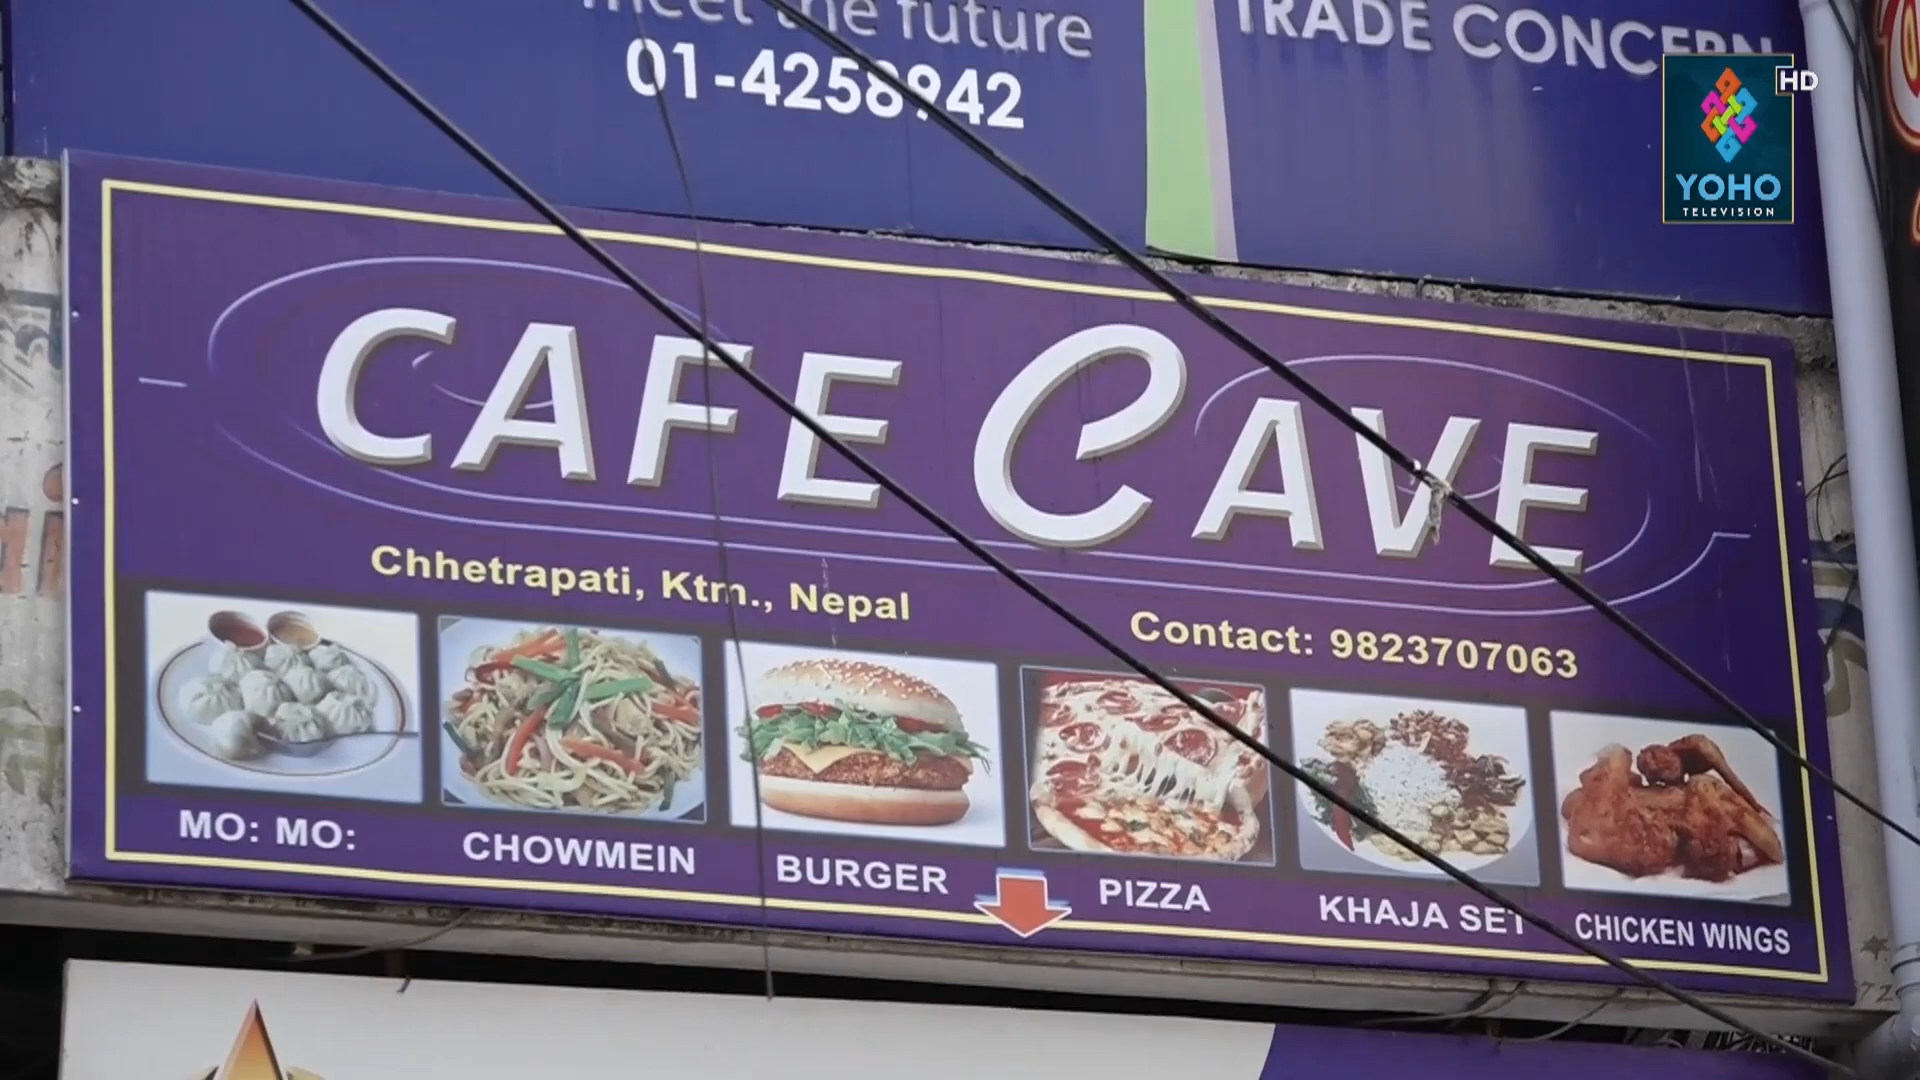 meet the future
01-4258942
TRADE CONCERN
HD
YOHO
TELEVISION
CAFE CAVE
Chhetrapati, Ktm., Nepal
Contact: 9823707063
MO: MO:
CHOWMEIN
BURGER
PIZZA
KHAJA SET
CHICKEN WINGS